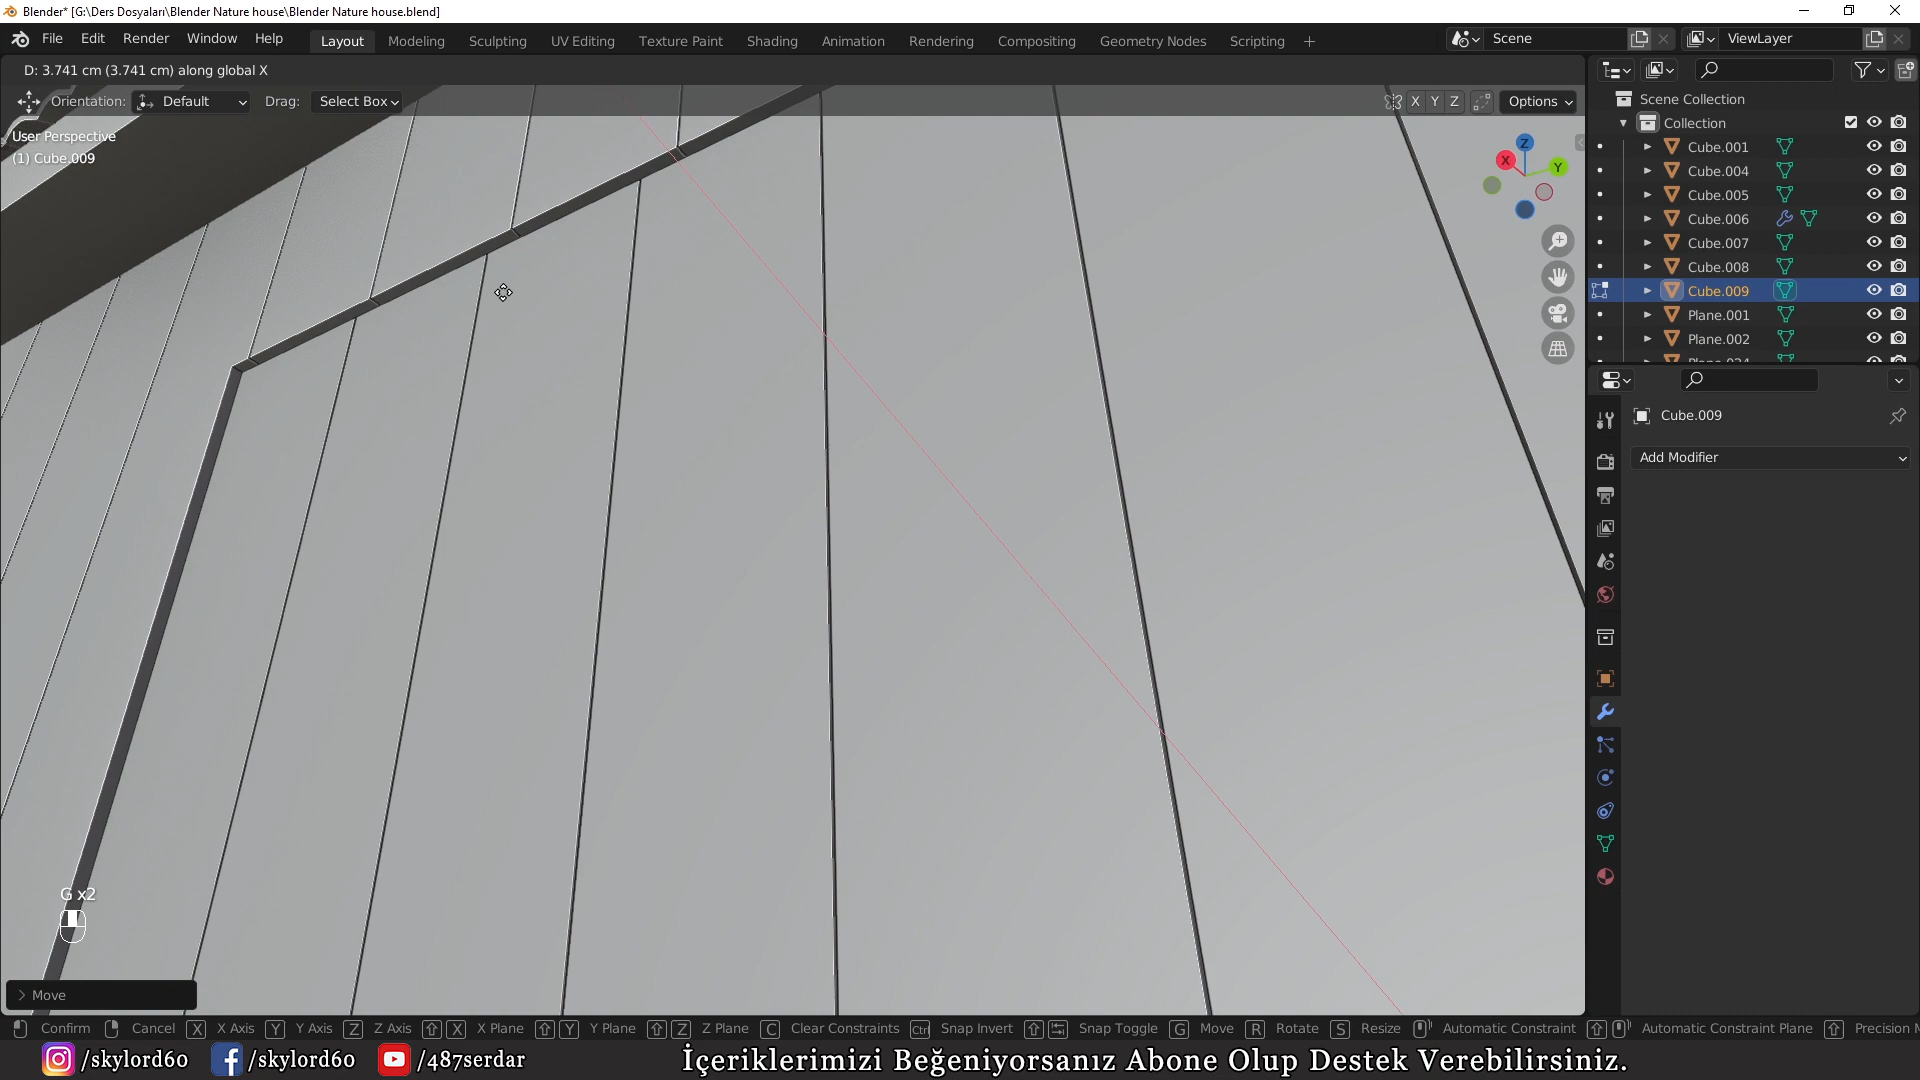 Blender* [G:\Ders Dosyaları\Blender Nature house\Blender Nature house.blend]
File Edit Render Window Help
Layout Modeling Sculpting UV Editing Texture Paint Shading Animation Rendering Compositing Geometry Nodes Scripting +
Scene
ViewLayer
D: 3.741 cm (3.741 cm) along global X
Orientation: Default Drag: Select Box
X Y Z Options
User Perspective
(1) Cube.009
Z
X
Y
Scene Collection
Collection
Cube.001
Cube.004
Cube.005
Cube.006
Cube.007
Cube.008
Cube.009
Plane.001
Plane.002
Cube.009
Add Modifier
G x2
Move
Confirm Cancel X X Axis Y Y Axis Z Z Axis X X Plane Y Y Plane Z Z Plane C Clear Constraints Ctrl Snap Invert Snap Toggle G Move R Rotate S Resize Automatic Constraint Automatic Constraint Plane Precision M
/skylord60 /skylord60 /487serdar İçeriklerimizi Beğeniyorsanız Abone Olup Destek Verebilirsiniz.